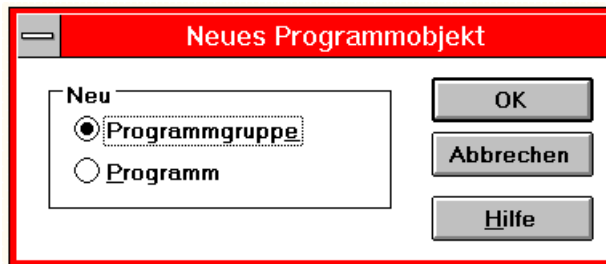 Neues Programmobjekt
Neu
Programmgruppe
Programm
OK
Abbrechen
Hilfe